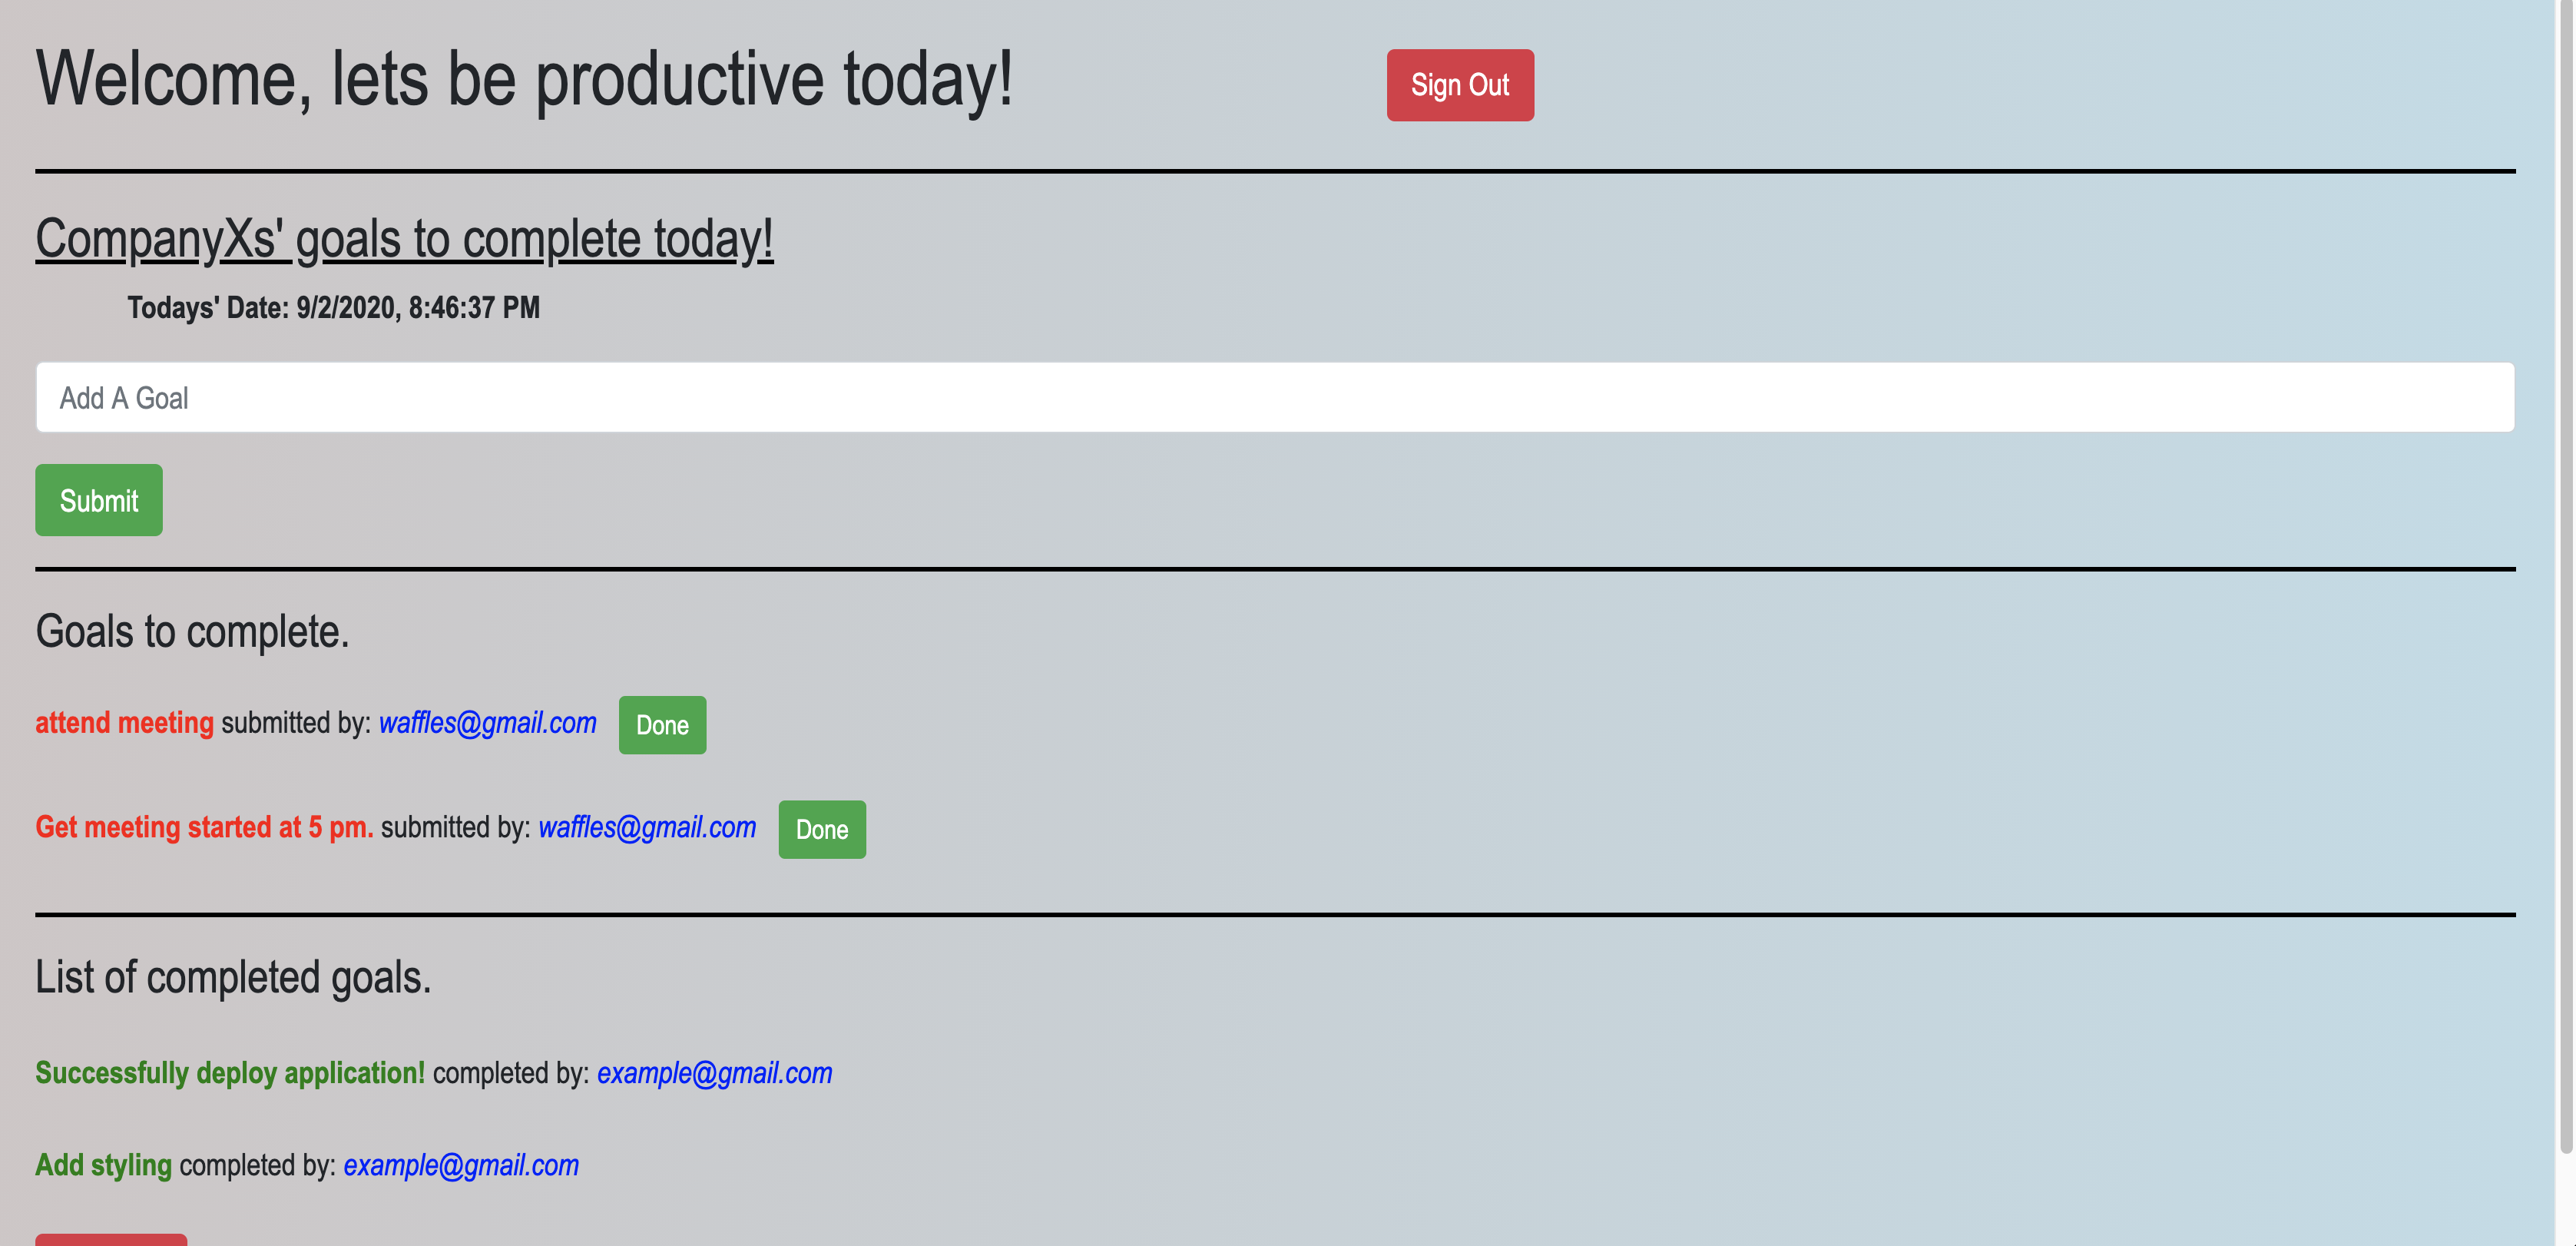 Welcome, lets be productive today!
Sign Out
CompanyXs' goals to complete today!
Todays' Date: 9/2/2020, 8:46:37 PM
Add A Goal
Submit
Goals to complete.
attend meeting submitted by: waffles@gmail.com Done
Get meeting started at 5 pm. submitted by: waffles@gmail.com Done
List of completed goals.
Successfully deploy application! completed by: example@gmail.com
Add styling completed by: example@gmail.com